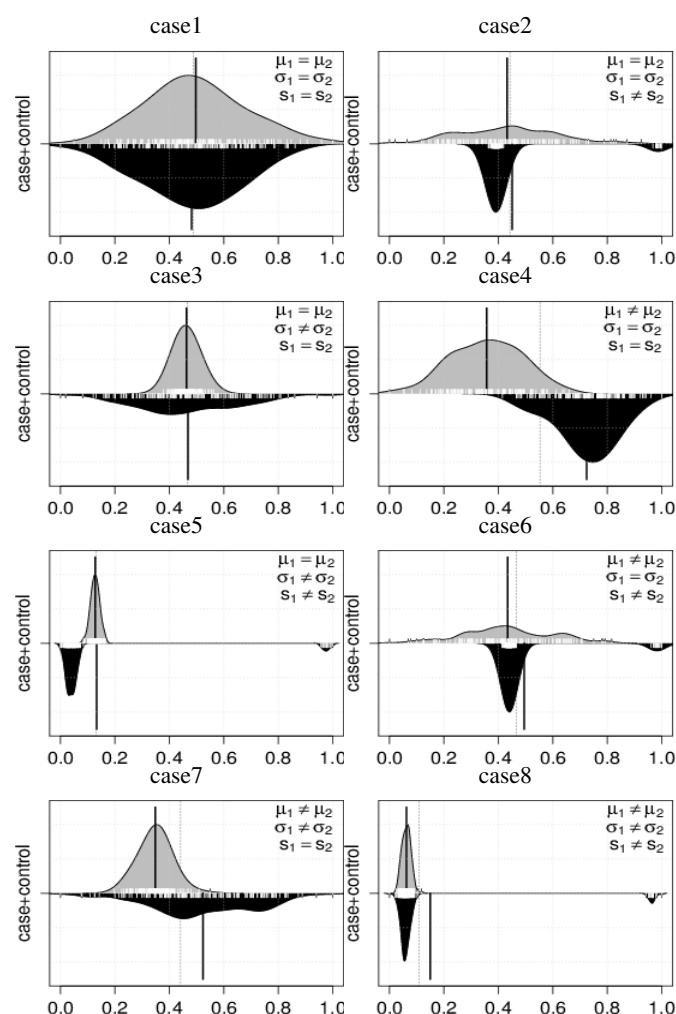 case1 case2
μ₁ = μ₂ μ₁ = μ₂
σ₁ = σ₂ σ₁ = σ₂
s₁ = s₂ s₁ ≠ s₂
case+control case+control
0.0 0.2 0.4 0.6 0.8 1.0 0.0 0.2 0.4 0.6 0.8 1.0
case3 case4
μ₁ = μ₂ μ₁ ≠ μ₂
σ₁ ≠ σ₂ σ₁ = σ₂
s₁ = s₂ s₁ = s₂
case+control case+control
0.0 0.2 0.4 0.6 0.8 1.0 0.0 0.2 0.4 0.6 0.8 1.0
case5 case6
μ₁ = μ₂ μ₁ ≠ μ₂
σ₁ ≠ σ₂ σ₁ = σ₂
s₁ ≠ s₂ s₁ ≠ s₂
case+control case+control
0.0 0.2 0.4 0.6 0.8 1.0 0.0 0.2 0.4 0.6 0.8 1.0
case7 case8
μ₁ ≠ μ₂ μ₁ ≠ μ₂
σ₁ ≠ σ₂ σ₁ ≠ σ₂
s₁ = s₂ s₁ ≠ s₂
case+control case+control
0.0 0.2 0.4 0.6 0.8 1.0 0.0 0.2 0.4 0.6 0.8 1.0